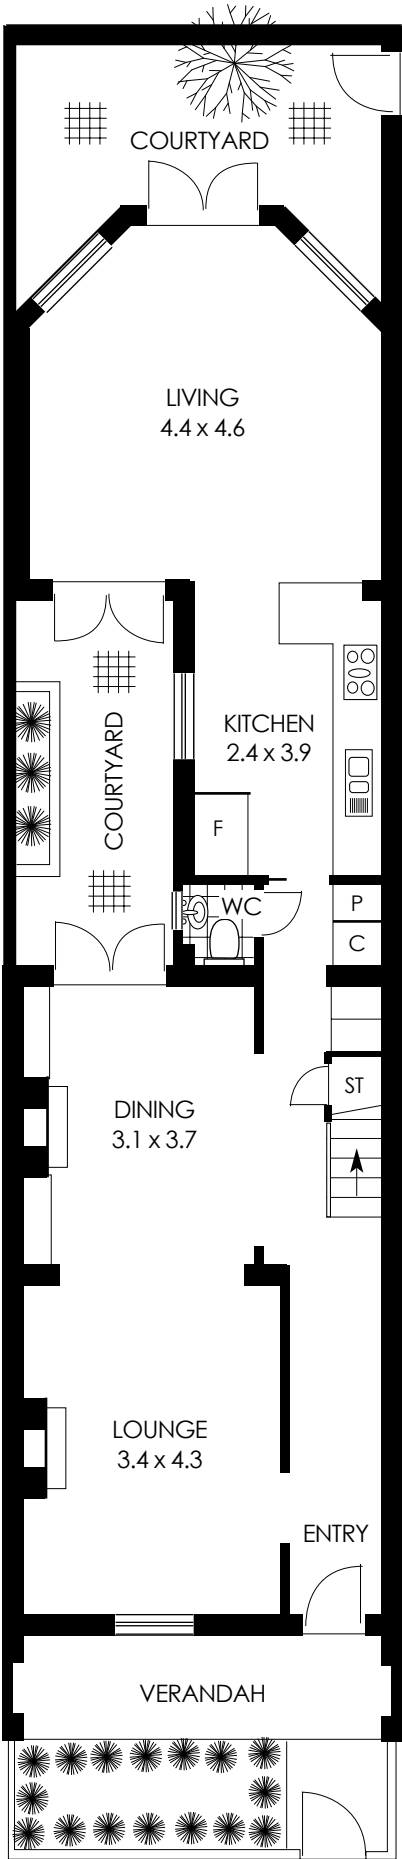 COURTYARD
LIVING
4.4 x 4.6
COURTYARD
KITCHEN
2.4 x 3.9
F
WC
P
C
ST
DINING
3.1 x 3.7
LOUNGE
3.4 x 4.3
ENTRY
VERANDAH